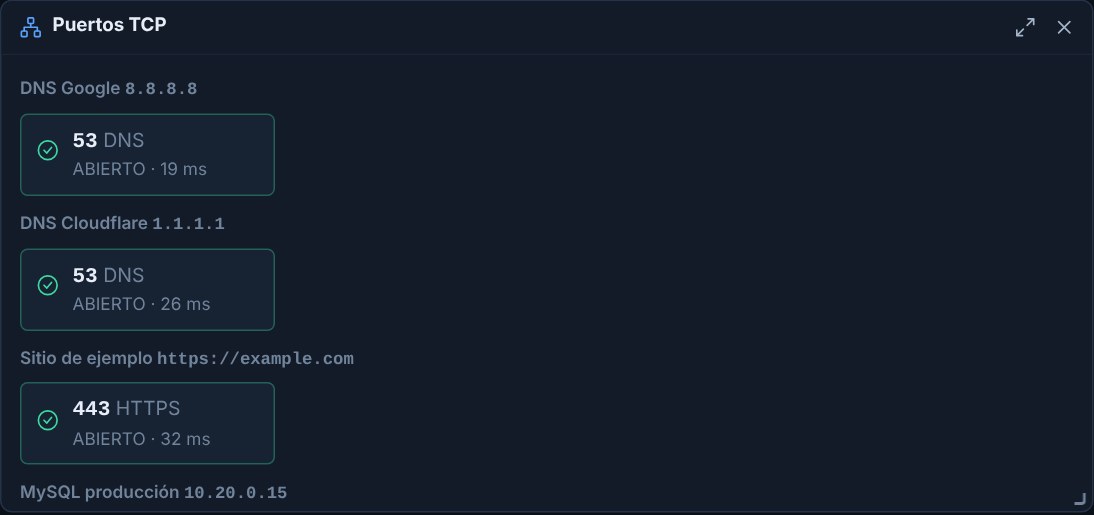 Puertos TCP
DNS Google 8.8.8.8
53 DNS
ABIERTO · 19 ms
DNS Cloudflare 1.1.1.1
53 DNS
ABIERTO · 26 ms
Sitio de ejemplo https://example.com
443 HTTPS
ABIERTO · 32 ms
MySQL producción 10.20.0.15